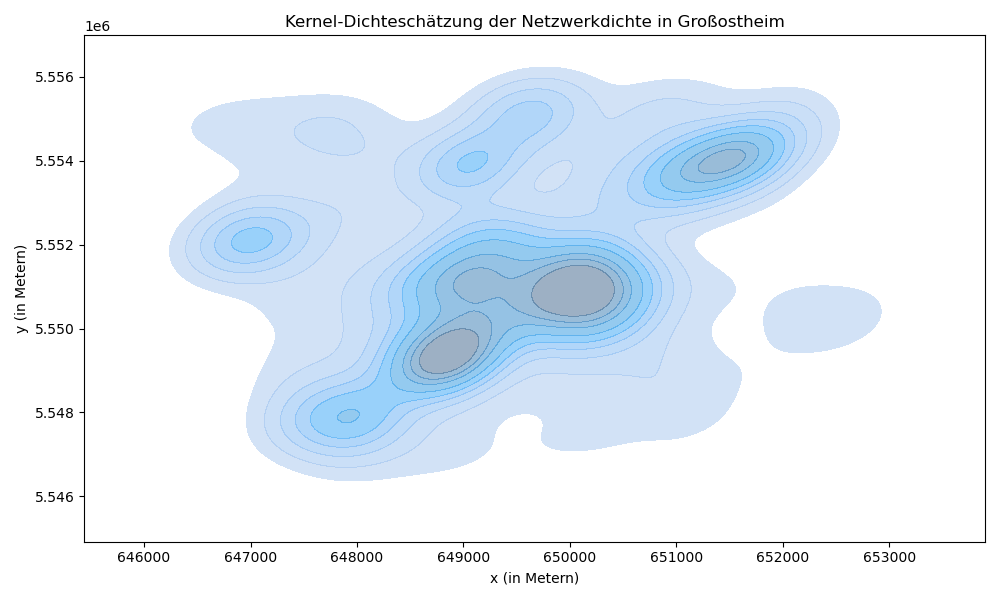 Kernel-Dichteschätzung der Netzwerkdichte in Großostheim
1e6
5.556
5.554
5.552
5.550
5.548
5.546
y (in Metern)
646000 647000 648000 649000 650000 651000 652000 653000
x (in Metern)